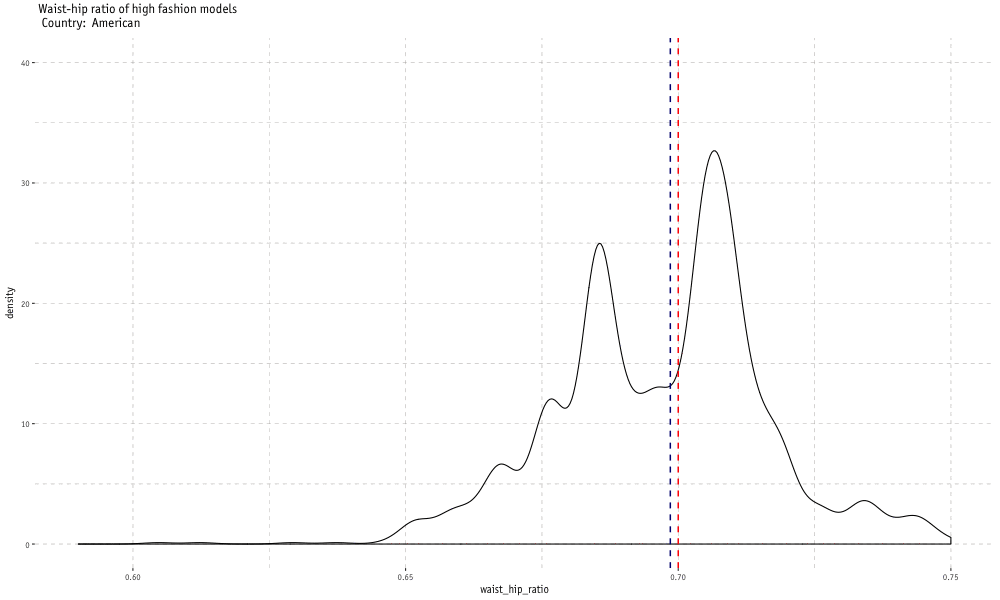 Waist-hip ratio of high fashion models
Country: American
40
30
20
10
0
density
0.60
0.65
0.70
0.75
waist_hip_ratio